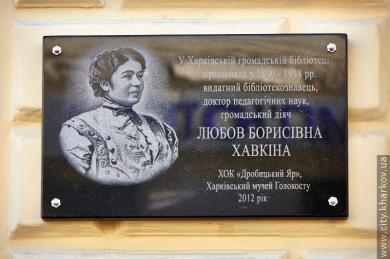 У Харківській громадській бібліотеці
працювала у 1890 - 1918 рр.
видатний бібліотекознавець,
доктор педагогічних наук,
громадський діяч
ЛЮБОВ БОРИСІВНА
ХАВКІНА
ХОК «Дробицький Яр»,
Харківський музей Голокосту
2012 рік
www.city.kharkov.ua